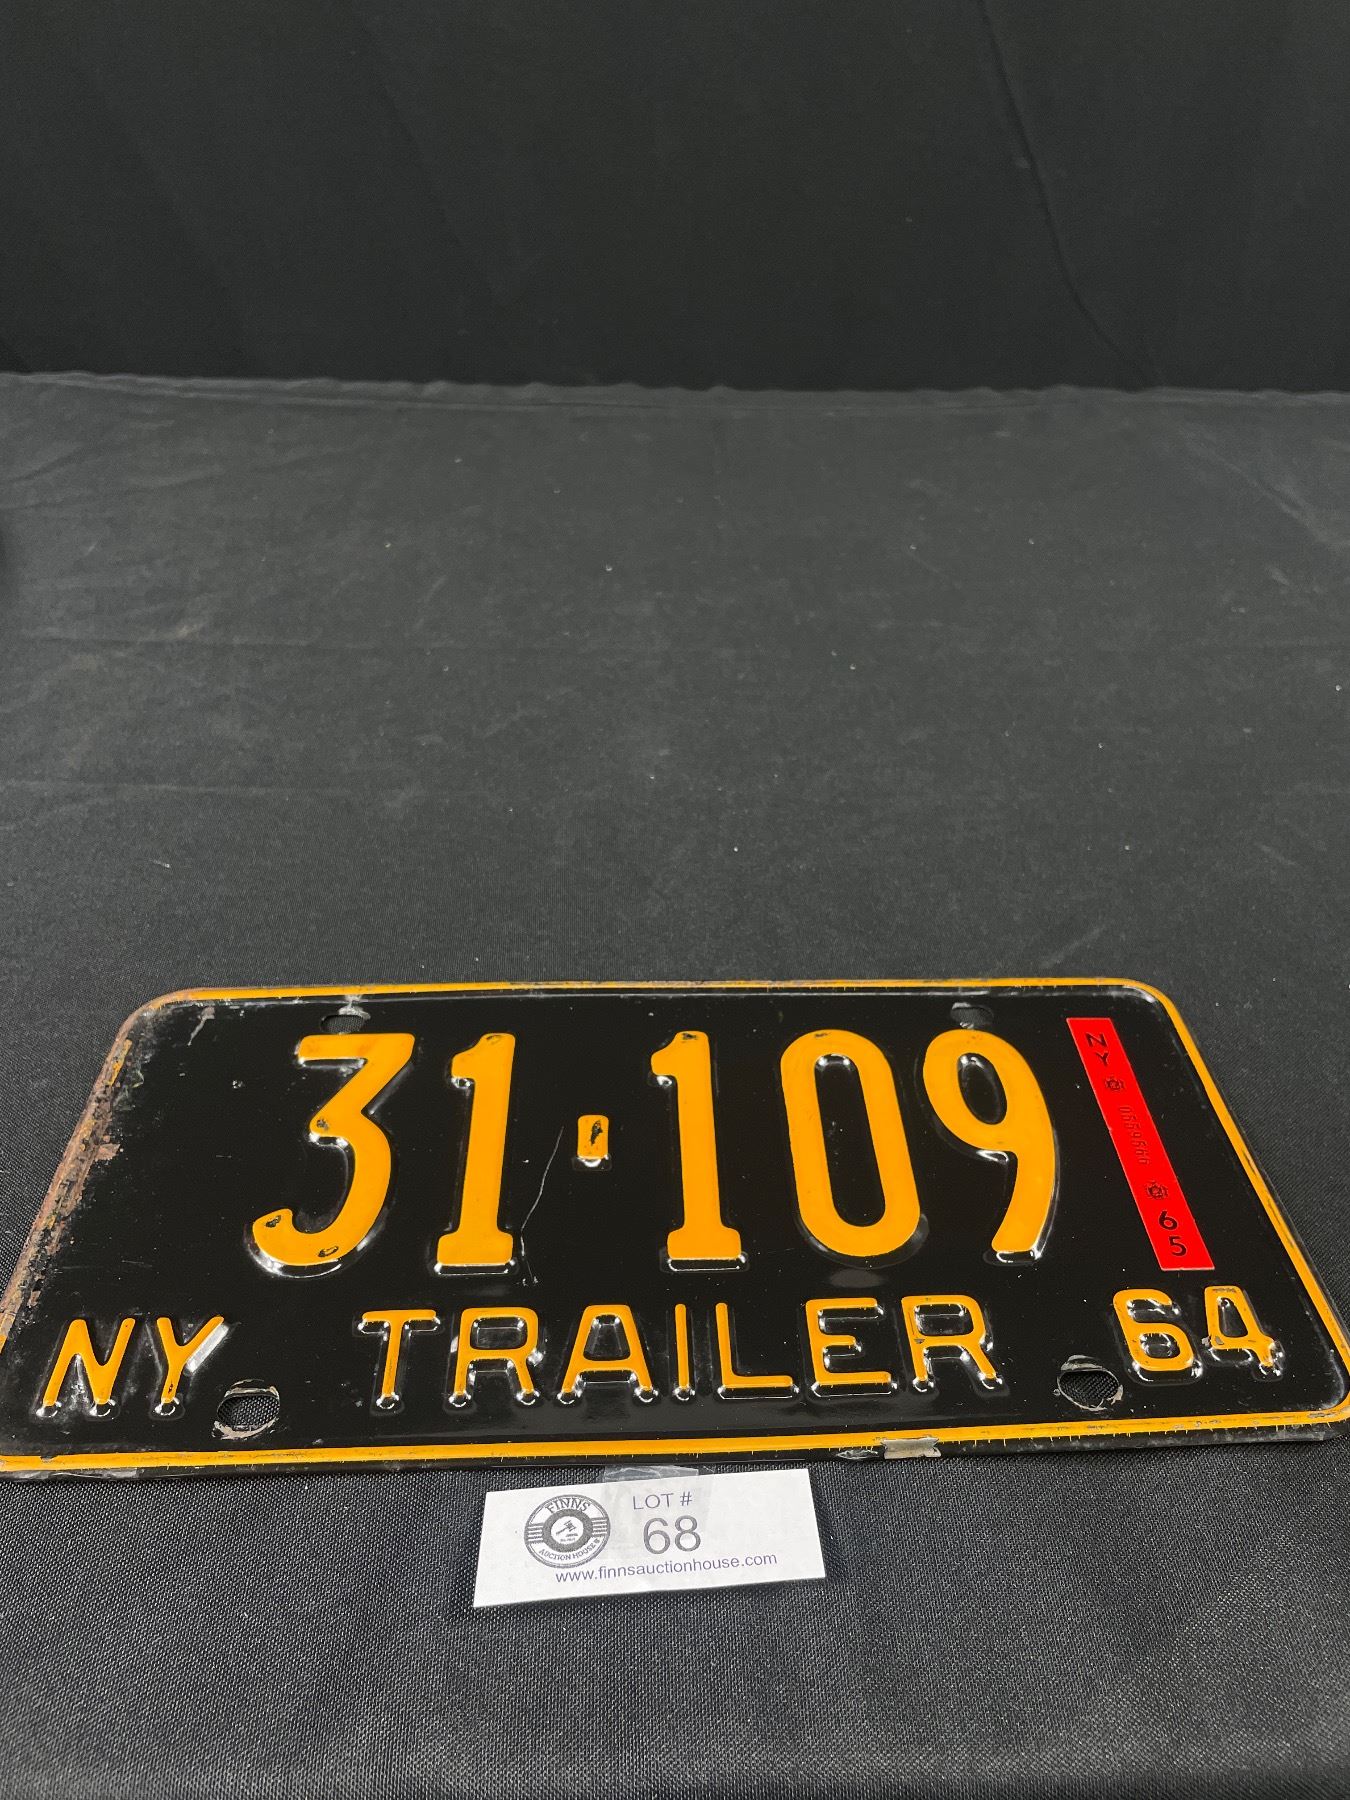 31-109
NY 65
NY TRAILER 64
FINNS
AUCTION HOUSE
LOT #
68
www.finnsauctionhouse.com